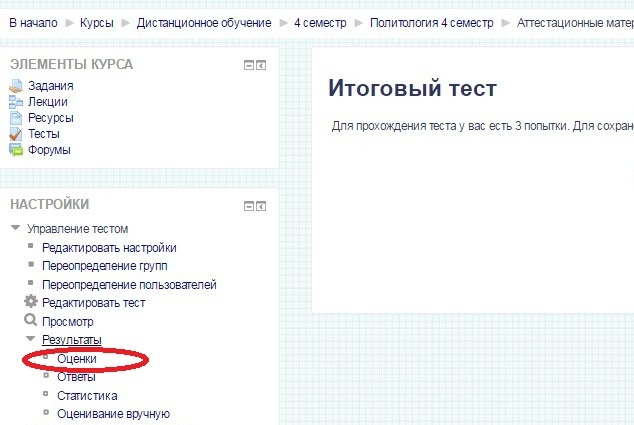 В начало Курсы Дистанционное обучение 4 семестр Политология 4 семестр Аттестационные
ЭЛЕМЕНТЫ КУРСА
Задания
Лекции
Ресурсы
Тесты
Форумы
НАСТРОЙКИ
Управление тестом
Редактировать настройки
Переопределение групп
Переопределение пользователей
Редактировать тест
Просмотр
Результаты
Оценки
Ответы
Статистика
Оценивание вручную
Итоговый тест
Для прохождения теста у вас есть 3 попытки. Для